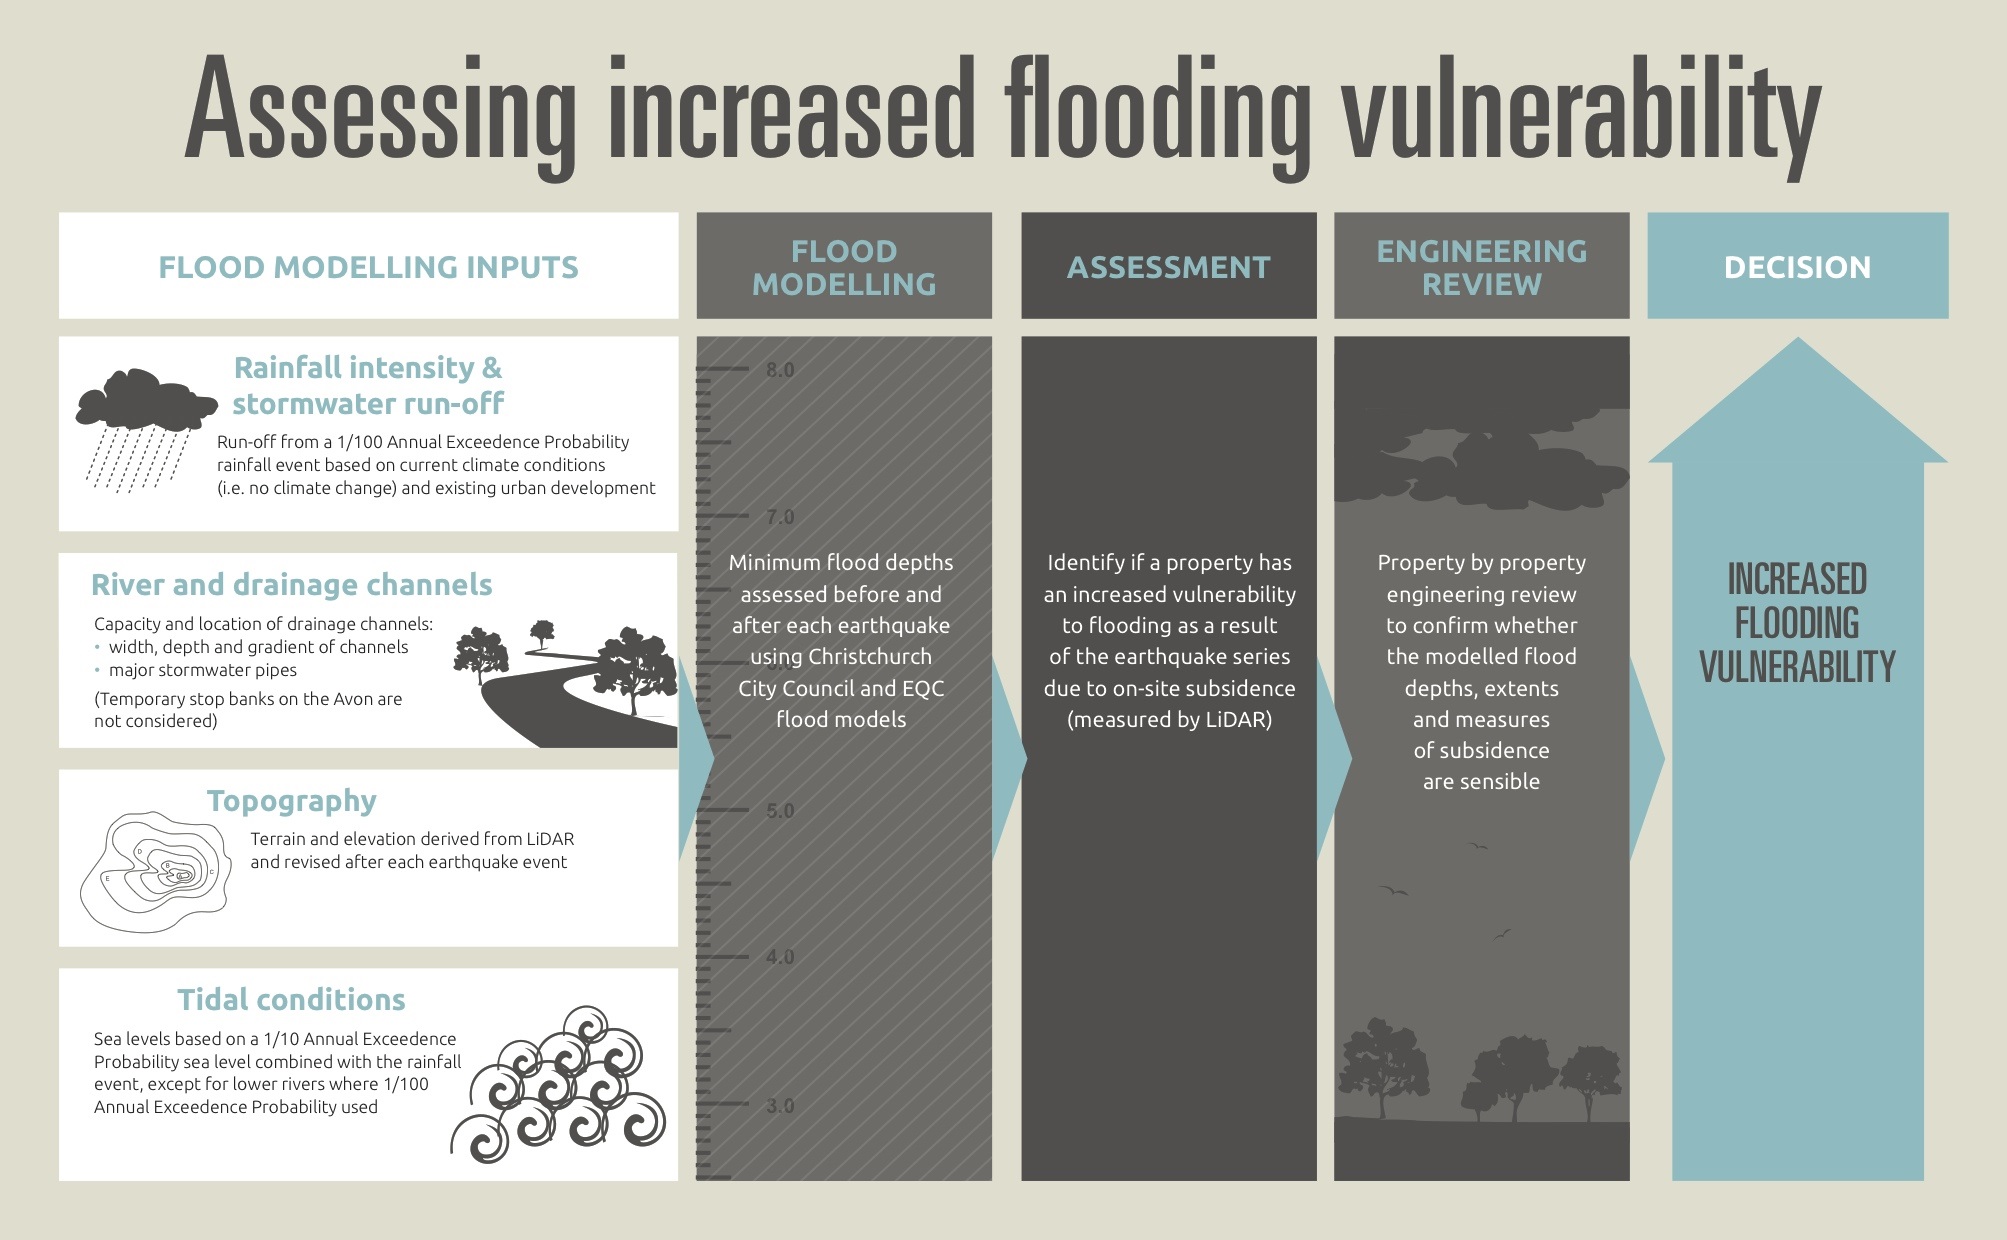 Assessing increased flooding vulnerability
FLOOD MODELLING INPUTS
Rainfall intensity &
stormwater run-off
Run-off from a 1/100 Annual Exceedence Probability
rainfall event based on current climate conditions
(i.e. no climate change) and existing urban development
River and drainage channels
Capacity and location of drainage channels:
• width, depth and gradient of channels
• major stormwater pipes
(Temporary stop banks on the Avon are
not considered)
Topography
Terrain and elevation derived from LiDAR
and revised after each earthquake event
D
B
C
E
Tidal conditions
Sea levels based on a 1/10 Annual Exceedence
Probability sea level combined with the rainfall
event, except for lower rivers where 1/100
Annual Exceedence Probability used
FLOOD
MODELLING
8.0
7.0
Minimum flood depths
assessed before and
after each earthquake
using Christchurch
City Council and EQC
flood models
5.0
4.0
3.0
ASSESSMENT
Identify if a property has
an increased vulnerability
to flooding as a result
of the earthquake series
due to on-site subsidence
(measured by LiDAR)
ENGINEERING
REVIEW
Property by property
engineering review
to confirm whether
the modelled flood
depths, extents
and measures
of subsidence
are sensible
DECISION
INCREASED
FLOODING
VULNERABILITY